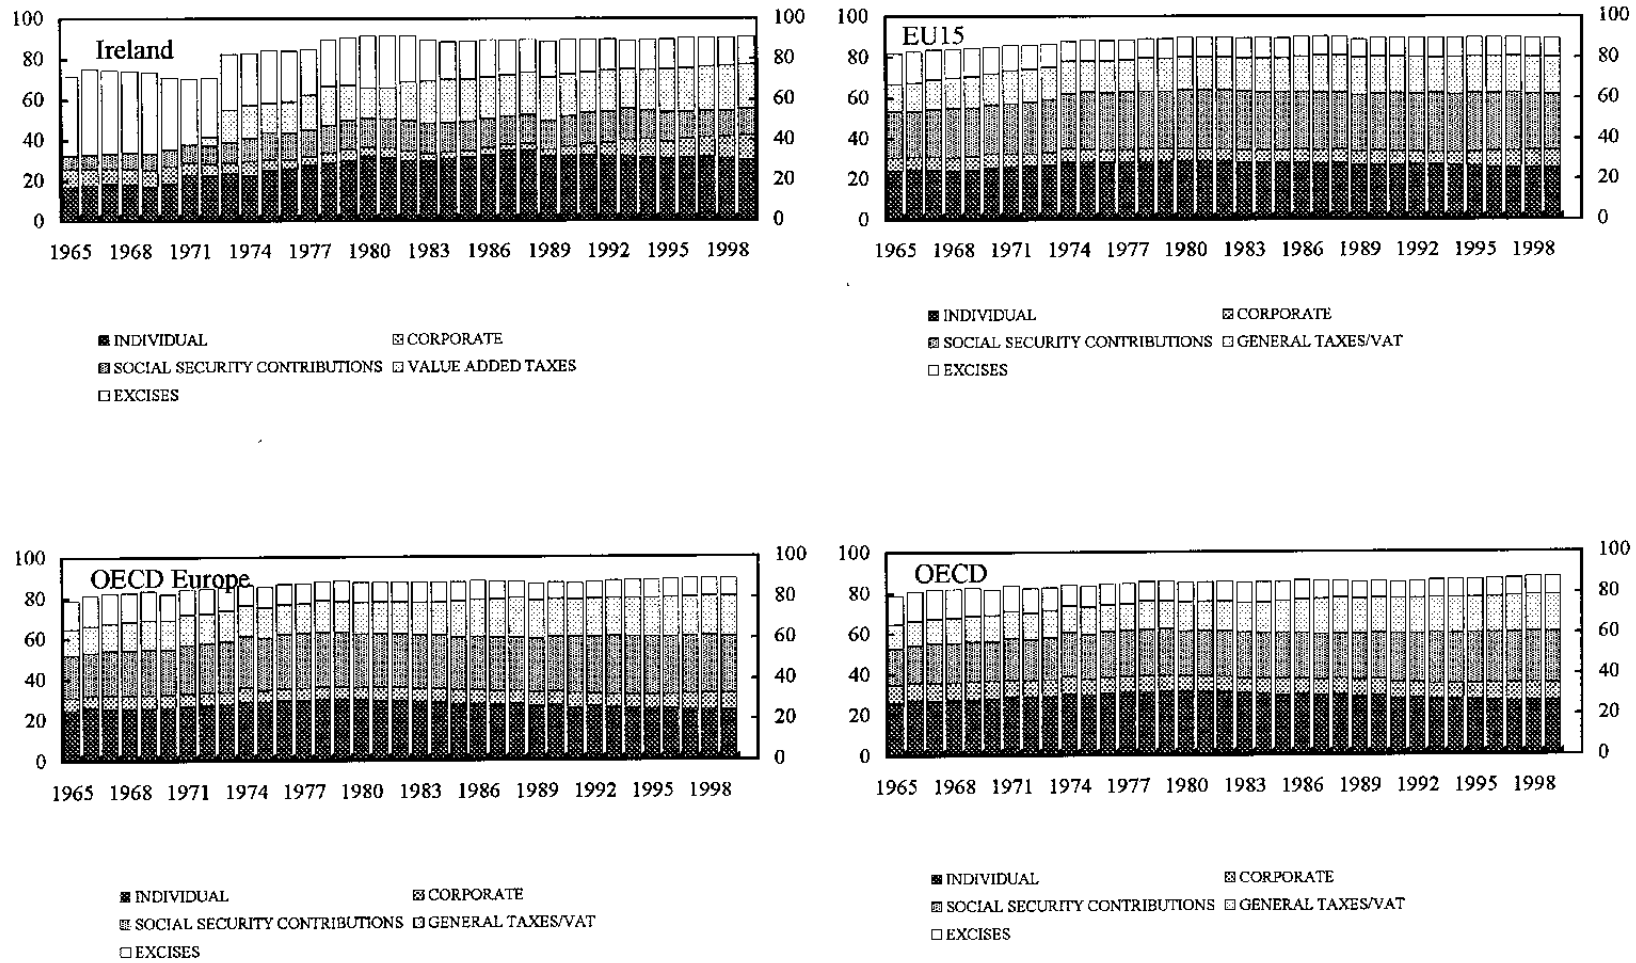 100 100
Ireland
80 80
60 60
40 40
20 20
0 0
1965 1968 1971 1974 1977 1980 1983 1986 1989 1992 1995 1998
INDIVIDUAL CORPORATE
SOCIAL SECURITY CONTRIBUTIONS VALUE ADDED TAXES
EXCISES
100 100
EU15
80 80
60 60
40 40
20 20
0 0
1965 1968 1971 1974 1977 1980 1983 1986 1989 1992 1995 1998
INDIVIDUAL CORPORATE
SOCIAL SECURITY CONTRIBUTIONS GENERAL TAXES/VAT
EXCISES
100 100
OECD Europe
80 80
60 60
40 40
20 20
0 0
1965 1968 1971 1974 1977 1980 1983 1986 1989 1992 1995 1998
INDIVIDUAL CORPORATE
SOCIAL SECURITY CONTRIBUTIONS GENERAL TAXES/VAT
EXCISES
100 100
OECD
80 80
60 60
40 40
20 20
0 0
1965 1968 1971 1974 1977 1980 1983 1986 1989 1992 1995 1998
INDIVIDUAL CORPORATE
SOCIAL SECURITY CONTRIBUTIONS GENERAL TAXES/VAT
EXCISES